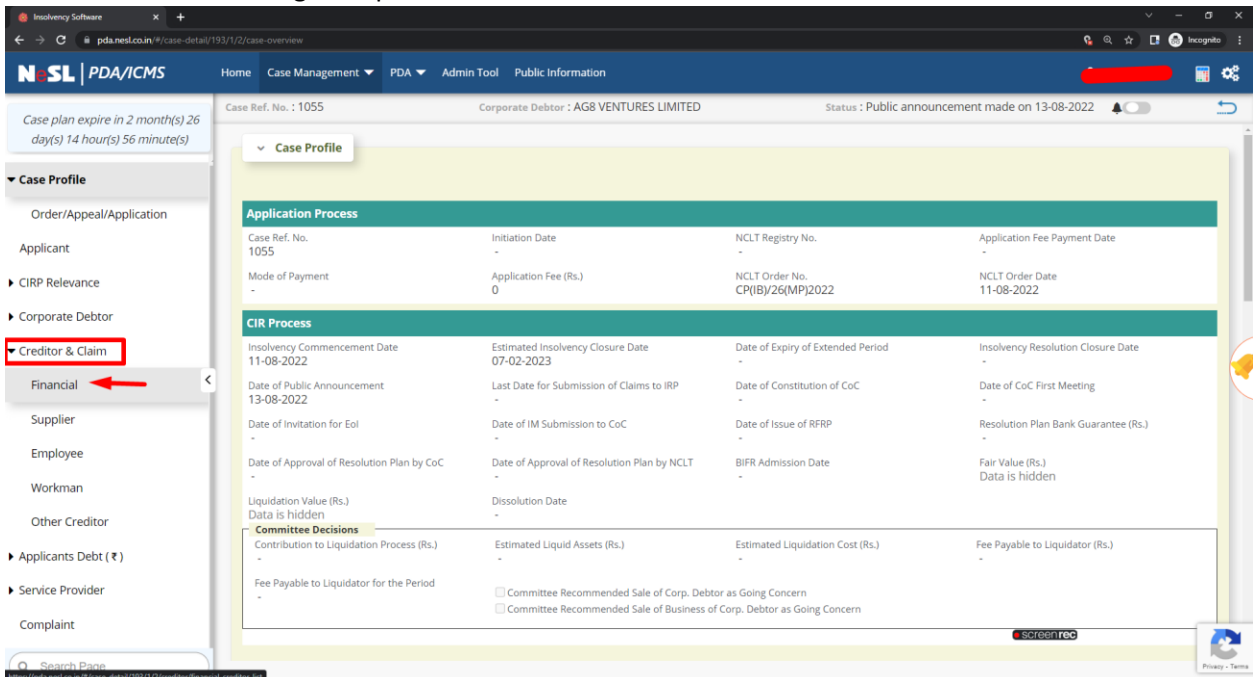 Insolvency Software
pda.nesl.co.in/#/case-detail/193/1/2/case-overview
Incognito
NeSL PDA/ICMS
Home Case Management PDA Admin Tool Public Information
Case plan expire in 2 month(s) 26
day(s) 14 hour(s) 56 minute(s)
Case Ref. No. : 1055 Corporate Debtor : AG8 VENTURES LIMITED Status : Public announcement made on 13-08-2022
Case Profile
Order/Appeal/Application
Applicant
CIRP Relevance
Corporate Debtor
Creditor & Claim
Financial
Supplier
Employee
Workman
Other Creditor
Applicants Debt ( ₹ )
Service Provider
Complaint
Search Page
Case Profile
Application Process
Case Ref. No. Initiation Date NCLT Registry No. Application Fee Payment Date
1055 - - -
Mode of Payment Application Fee (Rs.) NCLT Order No. NCLT Order Date
- 0 CP(IB)/26(MP)2022 11-08-2022
CIR Process
Insolvency Commencement Date Estimated Insolvency Closure Date Date of Expiry of Extended Period Insolvency Resolution Closure Date
11-08-2022 07-02-2023 - -
Date of Public Announcement Last Date for Submission of Claims to IRP Date of Constitution of CoC Date of CoC First Meeting
13-08-2022 - - -
Date of Invitation for EoI Date of IM Submission to CoC Date of Issue of RFRP Resolution Plan Bank Guarantee (Rs.)
- - - -
Date of Approval of Resolution Plan by CoC Date of Approval of Resolution Plan by NCLT BIFR Admission Date Fair Value (Rs.)
- - - Data is hidden
Liquidation Value (Rs.) Dissolution Date
Data is hidden -
Committee Decisions
Contribution to Liquidation Process (Rs.) Estimated Liquid Assets (Rs.) Estimated Liquidation Cost (Rs.) Fee Payable to Liquidator (Rs.)
- - - -
Fee Payable to Liquidator for the Period
-
Committee Recommended Sale of Corp. Debtor as Going Concern
Committee Recommended Sale of Business of Corp. Debtor as Going Concern
screenrec
Privacy - Terms